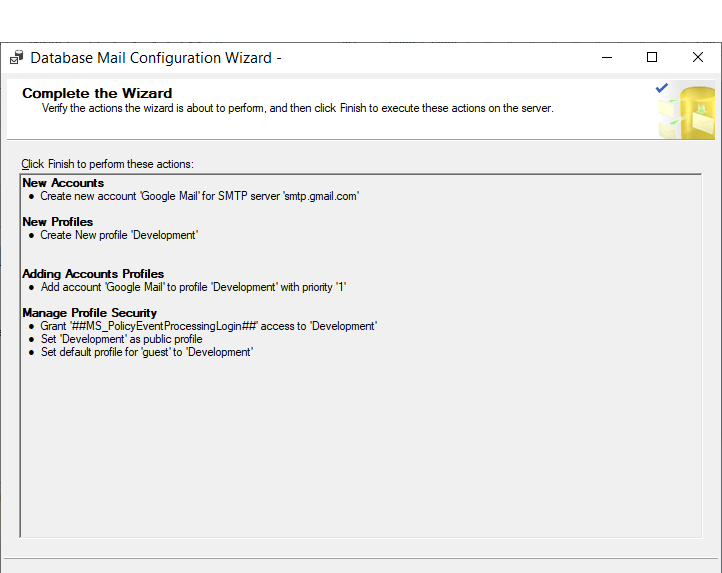 Database Mail Configuration Wizard -
Complete the Wizard
Verify the actions the wizard is about to perform, and then click Finish to execute these actions on the server.
Click Finish to perform these actions:
New Accounts
● Create new account 'Google Mail' for SMTP server 'smtp.gmail.com'
New Profiles
● Create New profile 'Development'
Adding Accounts Profiles
● Add account 'Google Mail' to profile 'Development' with priority '1'
Manage Profile Security
● Grant '##MS_PolicyEventProcessingLogin##' access to 'Development'
● Set 'Development' as public profile
● Set default profile for 'guest' to 'Development'